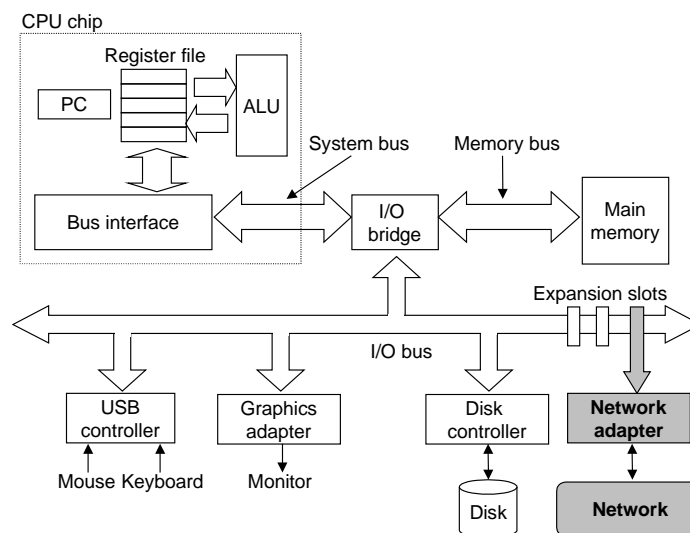 CPU chip
Register file
PC
ALU
System bus
Memory bus
Bus interface
I/O
bridge
Main
memory
Expansion slots
I/O bus
USB
controller
Graphics
adapter
Disk
controller
Network
adapter
Mouse Keyboard
Monitor
Disk
Network